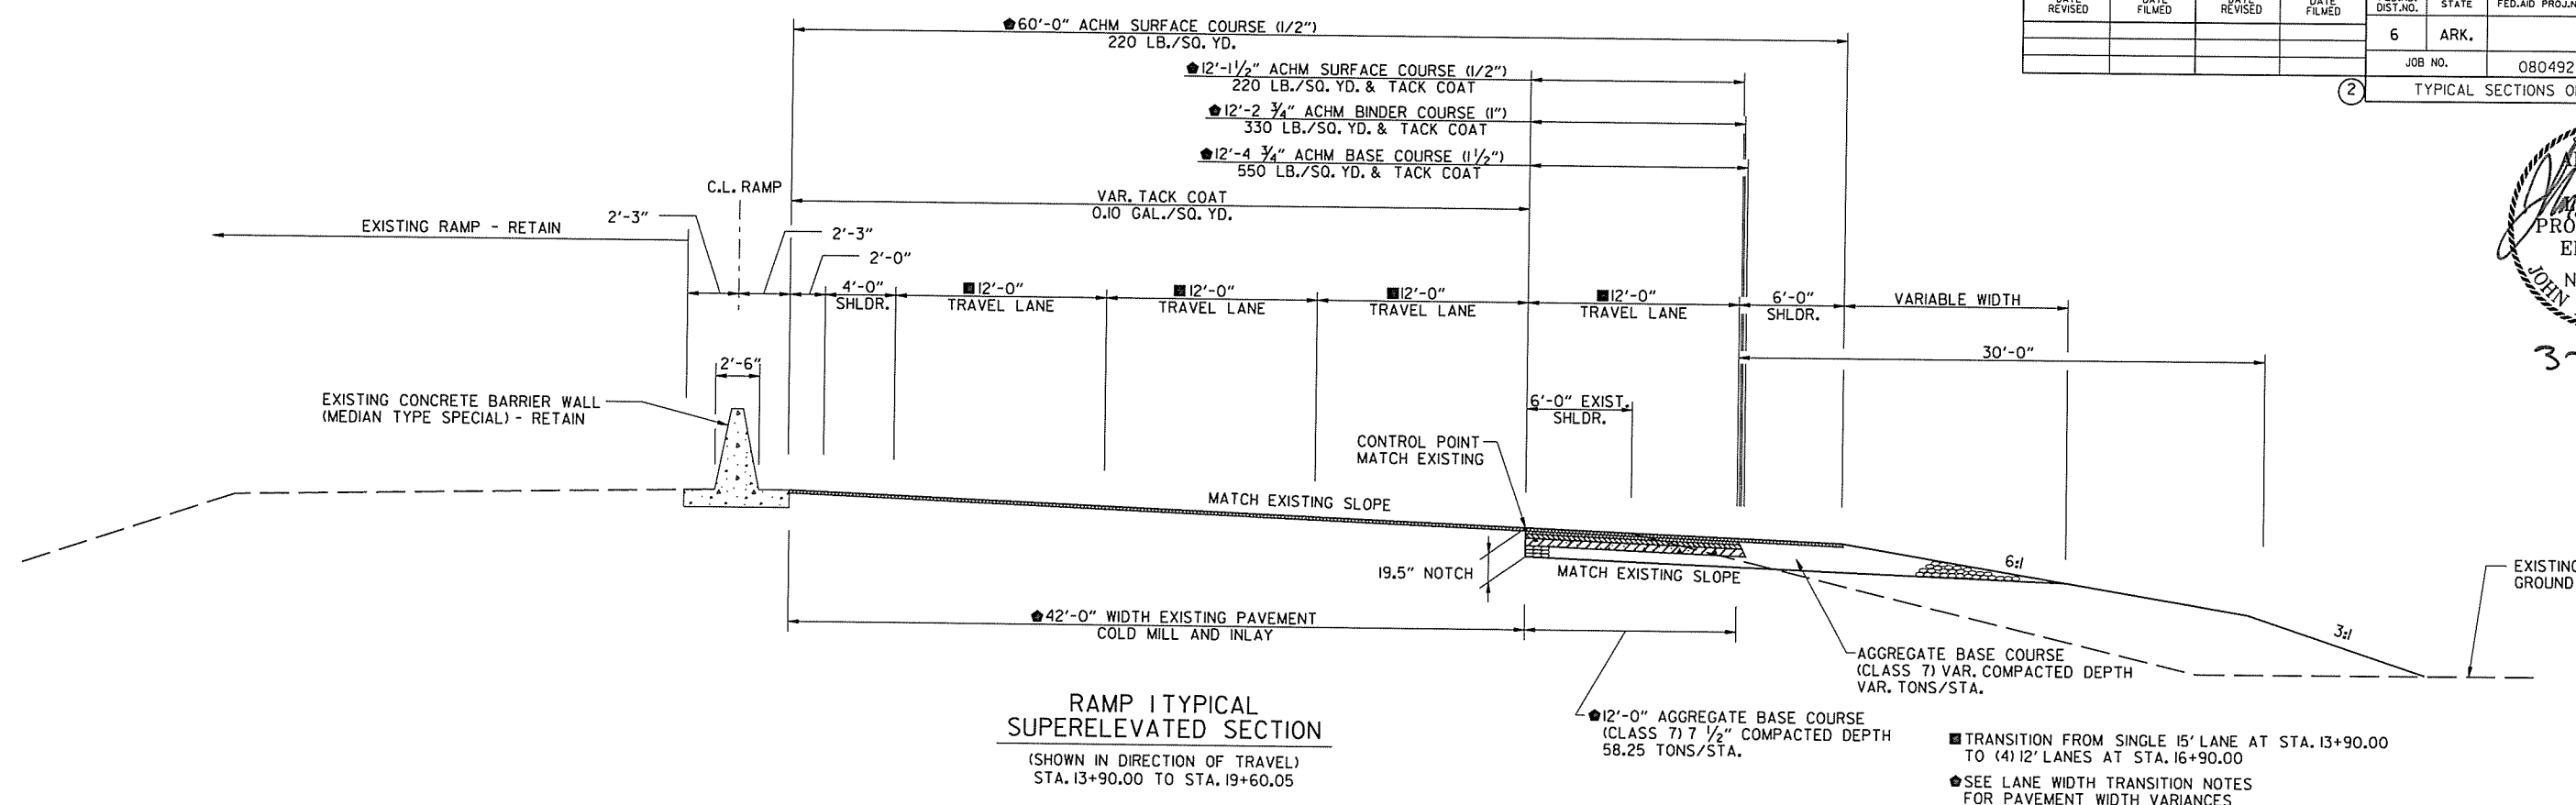 REVISED FILMED REVISED FILMED DIST.NO. STATE
6 ARK.
JOB NO. 080492
② TYPICAL SECTIONS
⬟60'-0" ACHM SURFACE COURSE (1/2")
220 LB./SQ. YD.
⬟12'-1 1/2" ACHM SURFACE COURSE (1/2")
220 LB./SQ. YD. & TACK COAT
⬟12'-2 3/4" ACHM BINDER COURSE (1")
330 LB./SQ. YD. & TACK COAT
⬟12'-4 3/4" ACHM BASE COURSE (1 1/2")
550 LB./SQ. YD. & TACK COAT
C.L. RAMP
VAR. TACK COAT
0.10 GAL./SQ. YD.
EXISTING RAMP - RETAIN
2'-3"
2'-3"
2'-0"
4'-0"
SHLDR.
■12'-0"
TRAVEL LANE
■12'-0"
TRAVEL LANE
■12'-0"
TRAVEL LANE
■12'-0"
TRAVEL LANE
6'-0"
SHLDR.
VARIABLE WIDTH
30'-0"
JOHN
2'-6"
EXISTING CONCRETE BARRIER WALL
(MEDIAN TYPE SPECIAL) - RETAIN
6'-0" EXIST.
SHLDR.
CONTROL POINT
MATCH EXISTING
MATCH EXISTING SLOPE
19.5" NOTCH
MATCH EXISTING SLOPE
6:1
3:1
EXISTING
GROUND
⬟42'-0" WIDTH EXISTING PAVEMENT
COLD MILL AND INLAY
AGGREGATE BASE COURSE
(CLASS 7) VAR. COMPACTED DEPTH
VAR. TONS/STA.
⬟12'-0" AGGREGATE BASE COURSE
(CLASS 7) 7 1/2" COMPACTED DEPTH
58.25 TONS/STA.
RAMP 1 TYPICAL
SUPERELEVATED SECTION
(SHOWN IN DIRECTION OF TRAVEL)
STA. 13+90.00 TO STA. 19+60.05
■TRANSITION FROM SINGLE 15' LANE AT STA. 13+90.00
TO (4) 12' LANES AT STA. 16+90.00
⬟SEE LANE WIDTH TRANSITION NOTES
FOR PAVEMENT WIDTH VARIANCES